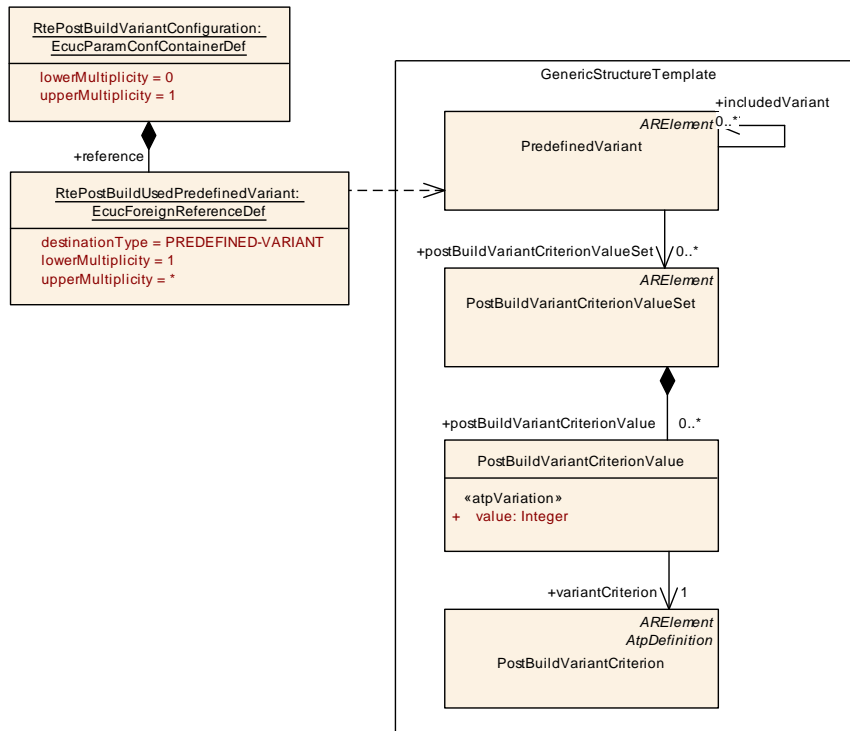 RtePostBuildVariantConfiguration:
EcucParamConfContainerDef
lowerMultiplicity = 0
upperMultiplicity = 1
+reference
RtePostBuildUsedPredefinedVariant:
EcucForeignReferenceDef
destinationType = PREDEFINED-VARIANT
lowerMultiplicity = 1
upperMultiplicity = *
GenericStructureTemplate
+includedVariant
0..*
ARElement
PredefinedVariant
+postBuildVariantCriterionValueSet
0..*
ARElement
PostBuildVariantCriterionValueSet
+postBuildVariantCriterionValue
0..*
PostBuildVariantCriterionValue
«atpVariation»
+ value: Integer
+variantCriterion
1
ARElement
AtpDefinition
PostBuildVariantCriterion